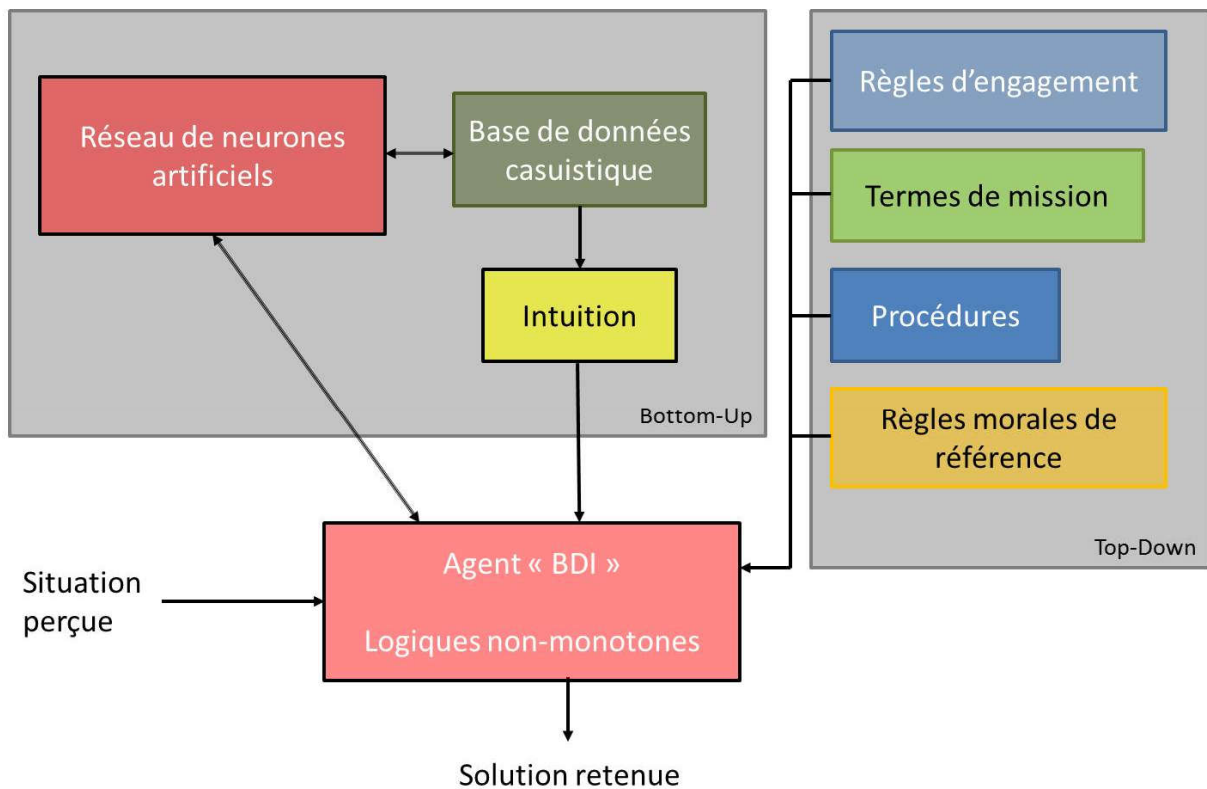 Réseau de neurones
artificiels
Base de données
casuistique
Intuition
Bottom-Up
Règles d'engagement
Termes de mission
Procédures
Règles morales de
référence
Top-Down
Situation
perçue
Agent « BDI »
Logiques non-monotones
Solution retenue